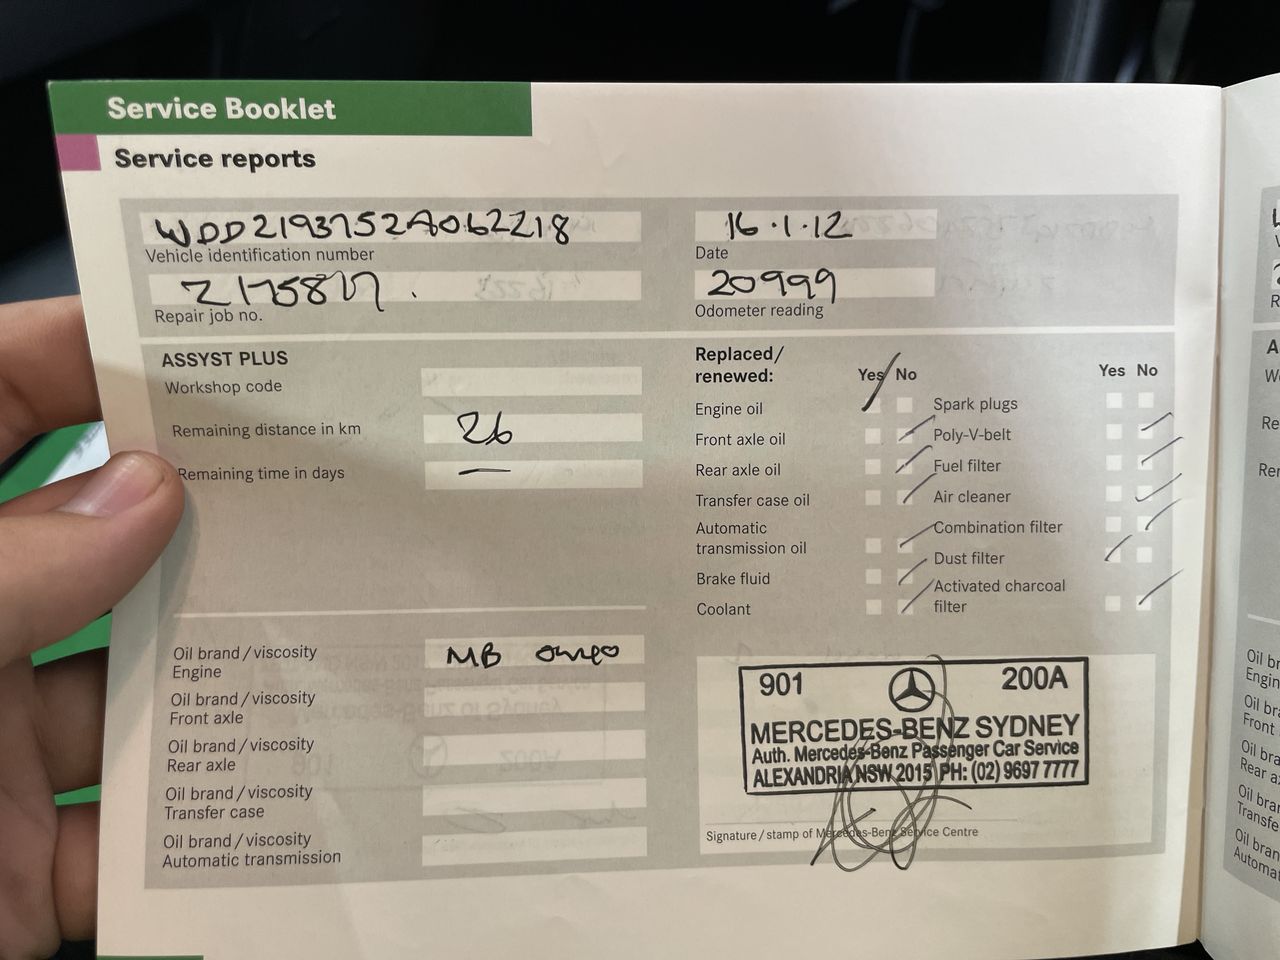 Service Booklet
Service reports
WDD2193752A062218
Vehicle identification number
16.1.12
Date
Repair job no.
20999
Odometer reading
ASSYST PLUS
Workshop code
Remaining distance in km
26
Remaining time in days
—
Replaced/
renewed:
Yes No
Engine oil
Front axle oil
Rear axle oil
Transfer case oil
Automatic
transmission oil
Brake fluid
Coolant
Yes No
Spark plugs
Poly-V-belt
Fuel filter
Air cleaner
Combination filter
Dust filter
Activated charcoal
filter
Oil brand/viscosity
Engine
MB
Oil brand/viscosity
Front axle
Oil brand/viscosity
Rear axle
Oil brand/viscosity
Transfer case
Oil brand/viscosity
Automatic transmission
901 200A
MERCEDES-BENZ SYDNEY
Auth. Mercedes-Benz Passenger Car Service
ALEXANDRIA NSW 2015 PH: (02) 9697 7777
Signature/stamp of Mercedes-Benz Service Centre